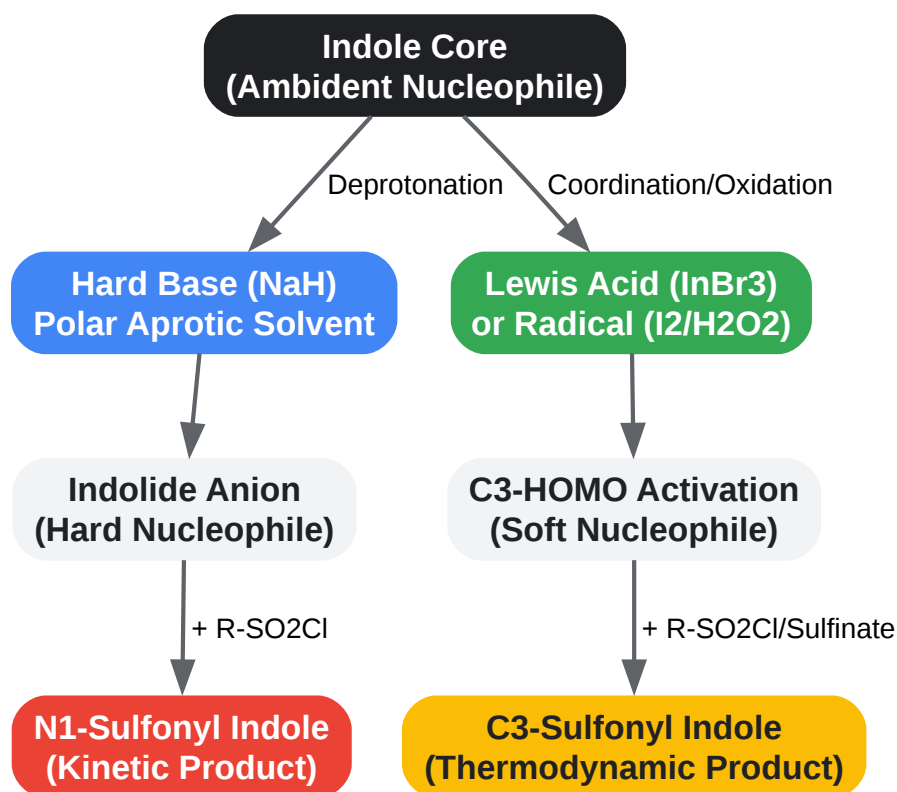 Indole Core
(Ambident Nucleophile)
Deprotonation
Coordination/Oxidation
Hard Base (NaH)
Polar Aprotic Solvent
Lewis Acid (InBr3)
or Radical (I2/H2O2)
Indolide Anion
(Hard Nucleophile)
C3-HOMO Activation
(Soft Nucleophile)
+ R-SO2Cl
+ R-SO2Cl/Sulfinate
N1-Sulfonyl Indole
(Kinetic Product)
C3-Sulfonyl Indole
(Thermodynamic Product)